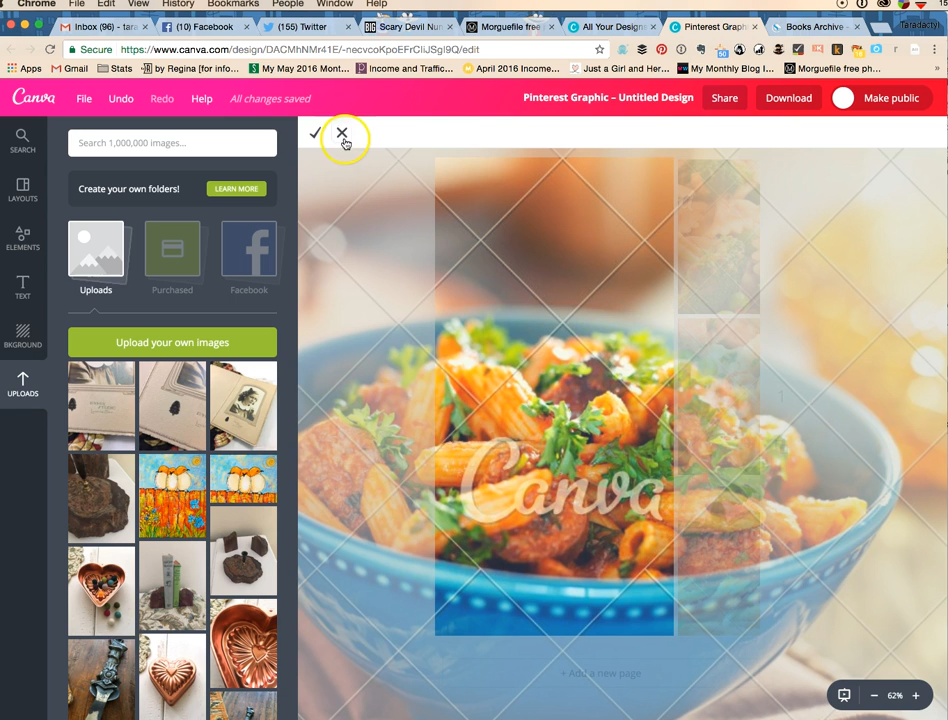 Chrome File Edit View History Bookmarks People Window Help
Inbox (96) - tara (10) Facebook (155) Twitter Scary Devil Nun Morguefile free All Your Designs Pinterest Graph Books Archive - Taradactyl
Secure https://www.canva.com/design/DACMhNMr41E/-necvcoKpoEFrCIiJSgI9Q/edit
Apps Gmail Stats by Regina [for info... My May 2016 Mont... Income and Traffic... April 2016 Income... Just a Girl and Her... My Monthly Blog I... Morguefile free ph...
Canva File Undo Redo Help All changes saved Pinterest Graphic – Untitled Design Share Download Make public
SEARCH
LAYOUTS
ELEMENTS
TEXT
BKGROUND
UPLOADS
Search 1,000,000 images...
Create your own folders! LEARN MORE
Uploads Purchased Facebook
Upload your own images
Canva
1
+ Add a new page
62%